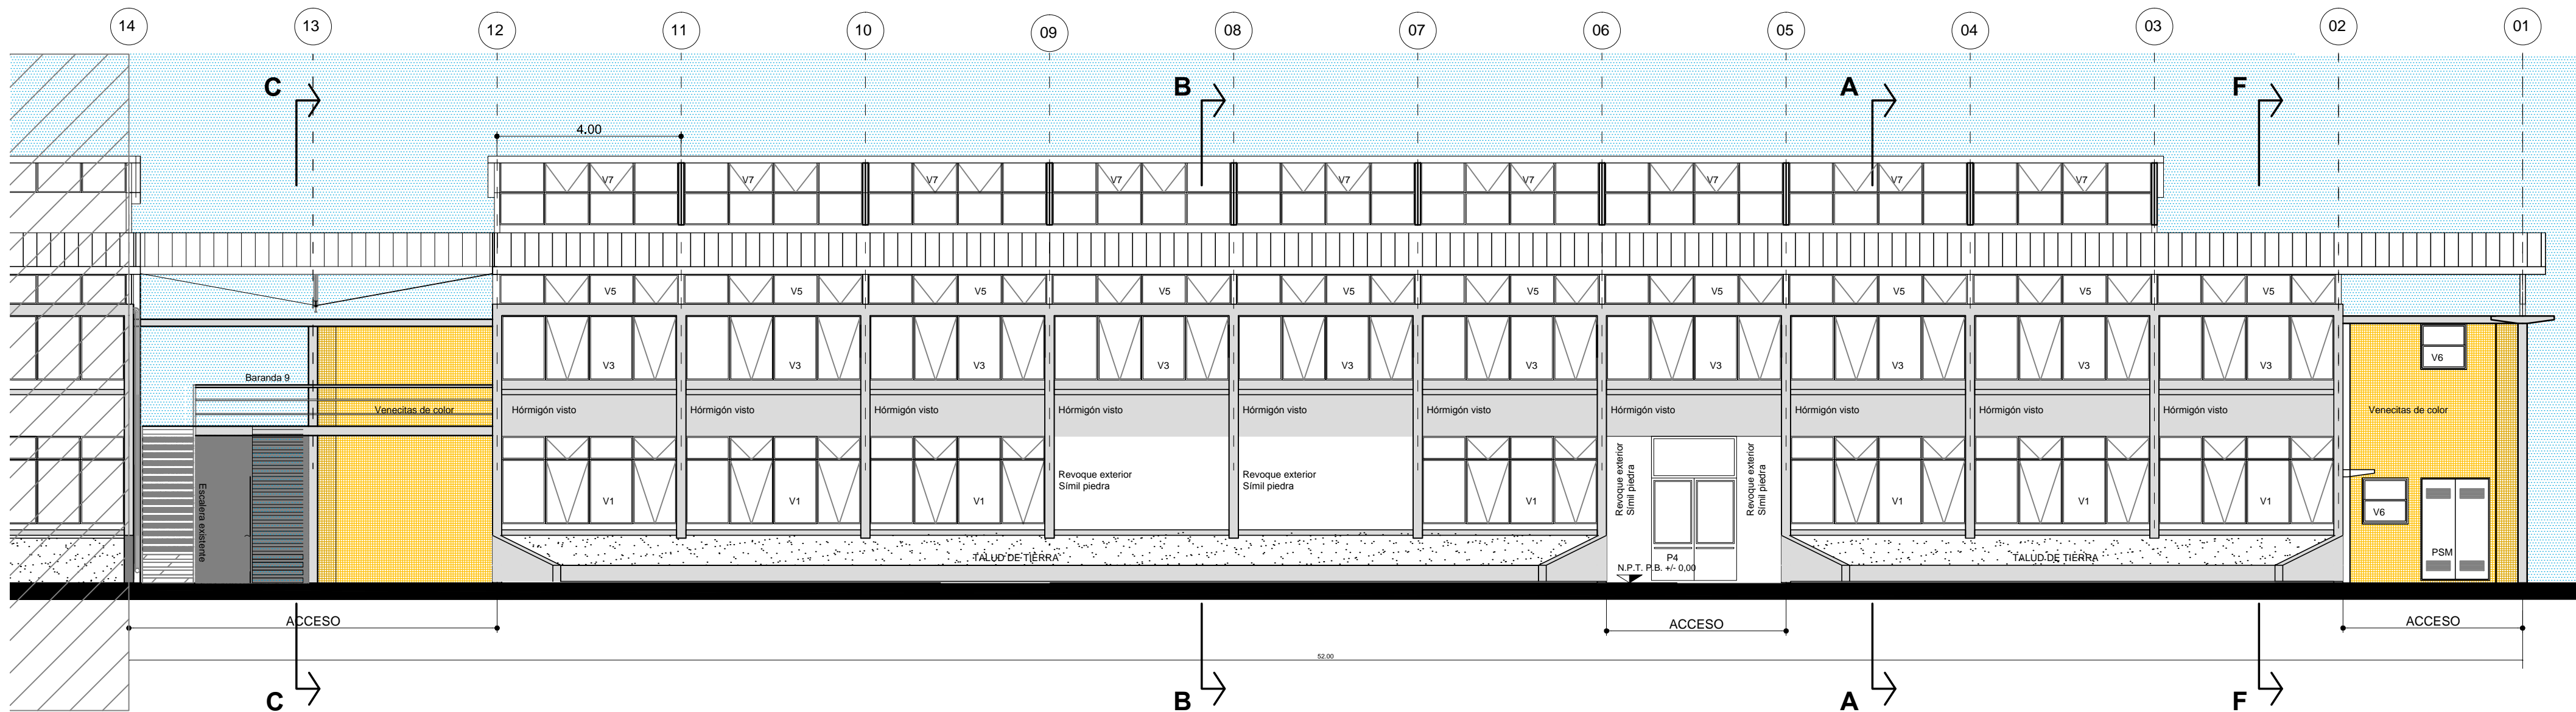 14 13 12 11 10 09 08 07 06 05 04 03 02 01
C B A F
4.00
V7 V7 V7 V7 V7 V7 V7 V7 V7
V5 V5 V5 V5 V5 V5 V5 V5 V5 V5
V3 V3 V3 V3 V3 V3 V3 V3 V3 V3 V6
Baranda 9
Venecitas de color Hórmigón visto Hórmigón visto Hórmigón visto Hórmigón visto Hórmigón visto Hórmigón visto Hórmigón visto Hórmigón visto Hórmigón visto Hórmigón visto Venecitas de color
Escalera existente
Revoque exterior
Símil piedra
Revoque exterior
Símil piedra
Revoque exterior
Símil piedra
Revoque exterior
Símil piedra
V1 V1 V1 V1 V1 V1 V1 V6
TALUD DE TIERRA P4 TALUD DE TIERRA PSM
N.P.T. P.B. +/- 0,00
ACCESO ACCESO ACCESO
52.00
C B A F